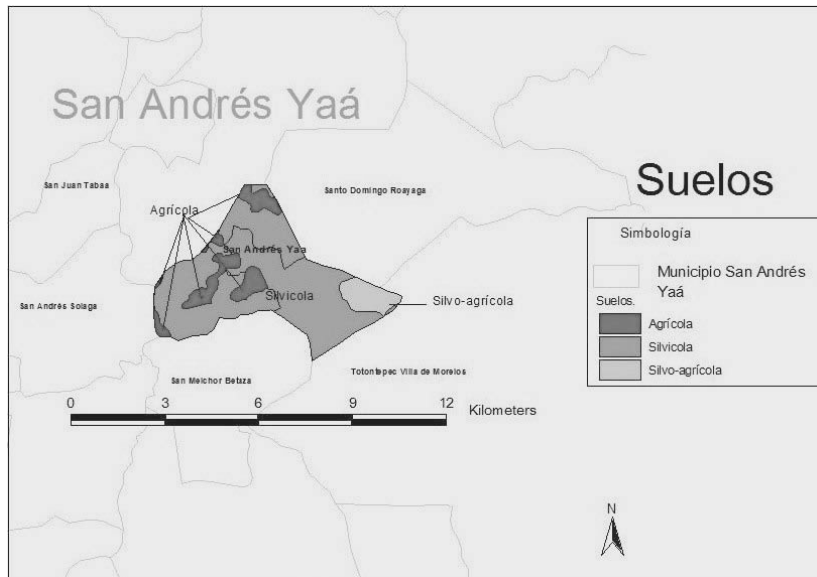 San Andrés Yaá
San Juan Tabaa
Santo Domingo Roayaga
Agrícola
San Andrés Yaá
San Andrés Solaga
Silvicola
Silvo-agrícola
San Melchor Betaza
Totontepec Villa de Morelos
0 3 6 9 12
Kilometers
Suelos
Simbología
Municipio San Andrés
Yaá
Suelos.
Agrícola
Silvicola
Silvo-agrícola
N